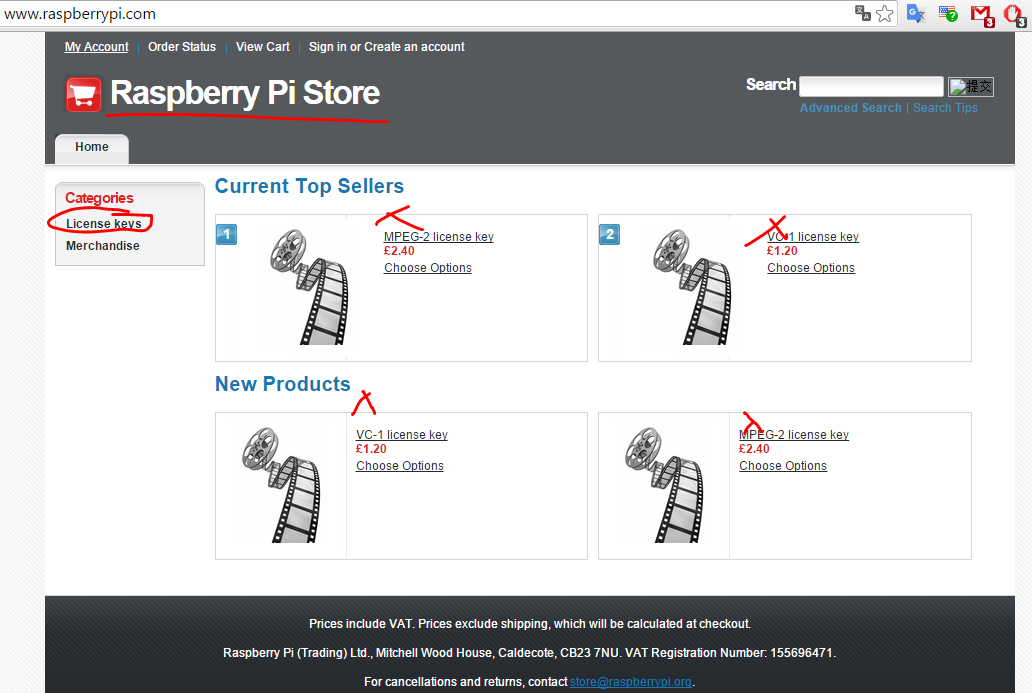 www.raspberrypi.com
3
3
My Account Order Status View Cart Sign in or Create an account
Raspberry Pi Store
Search 提交
Advanced Search | Search Tips
Home
Categories
License keys
Merchandise
Current Top Sellers
1
MPEG-2 license key
£2.40
Choose Options
2
VC-1 license key
£1.20
Choose Options
New Products
VC-1 license key
£1.20
Choose Options
MPEG-2 license key
£2.40
Choose Options
Prices include VAT. Prices exclude shipping, which will be calculated at checkout.
Raspberry Pi (Trading) Ltd., Mitchell Wood House, Caldecote, CB23 7NU. VAT Registration Number: 155696471.
For cancellations and returns, contact store@raspberrypi.org.